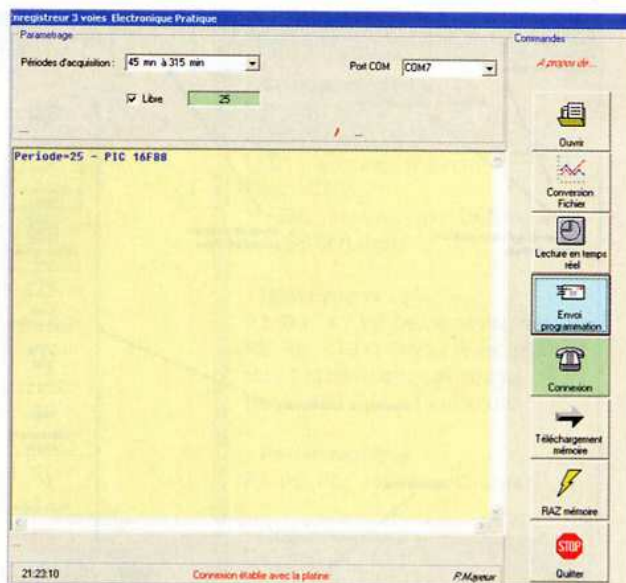 Enregistreur 3 voies Electronique Pratique
Parametrage
Périodes d'acquisition : 45 mn à 315 min
Port COM COM7
Libre 25
Periode=25 - PIC 16F88
Commandes
A propos de...
Ouvrir
Conversion
Fichier
Lecture en temps
réel
Envoi
programmation
Connexion
Téléchargement
mémoire
RAZ mémoire
STOP
Quitter
21:23:10 Connexion établie avec la platine P.Mayeux